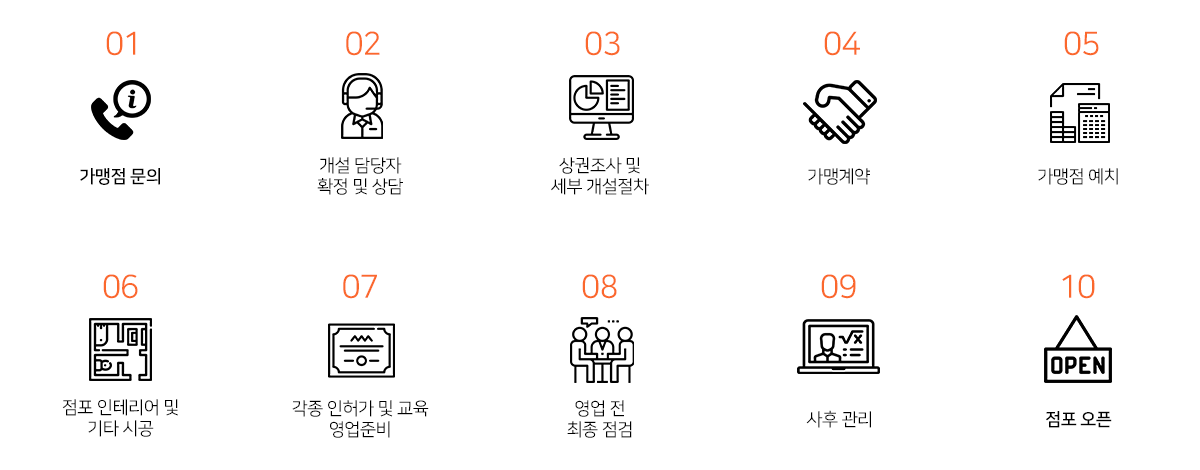 01
02
03
04
05
가맹점 문의
개설 담당자
확정 및 상담
상권조사 및
세부 개설절차
가맹계약
가맹점 예치
06
07
08
09
10
OPEN
점포 인테리어 및
기타 시공
각종 인허가 및 교육
영업준비
영업 전
최종 점검
사후 관리
점포 오픈